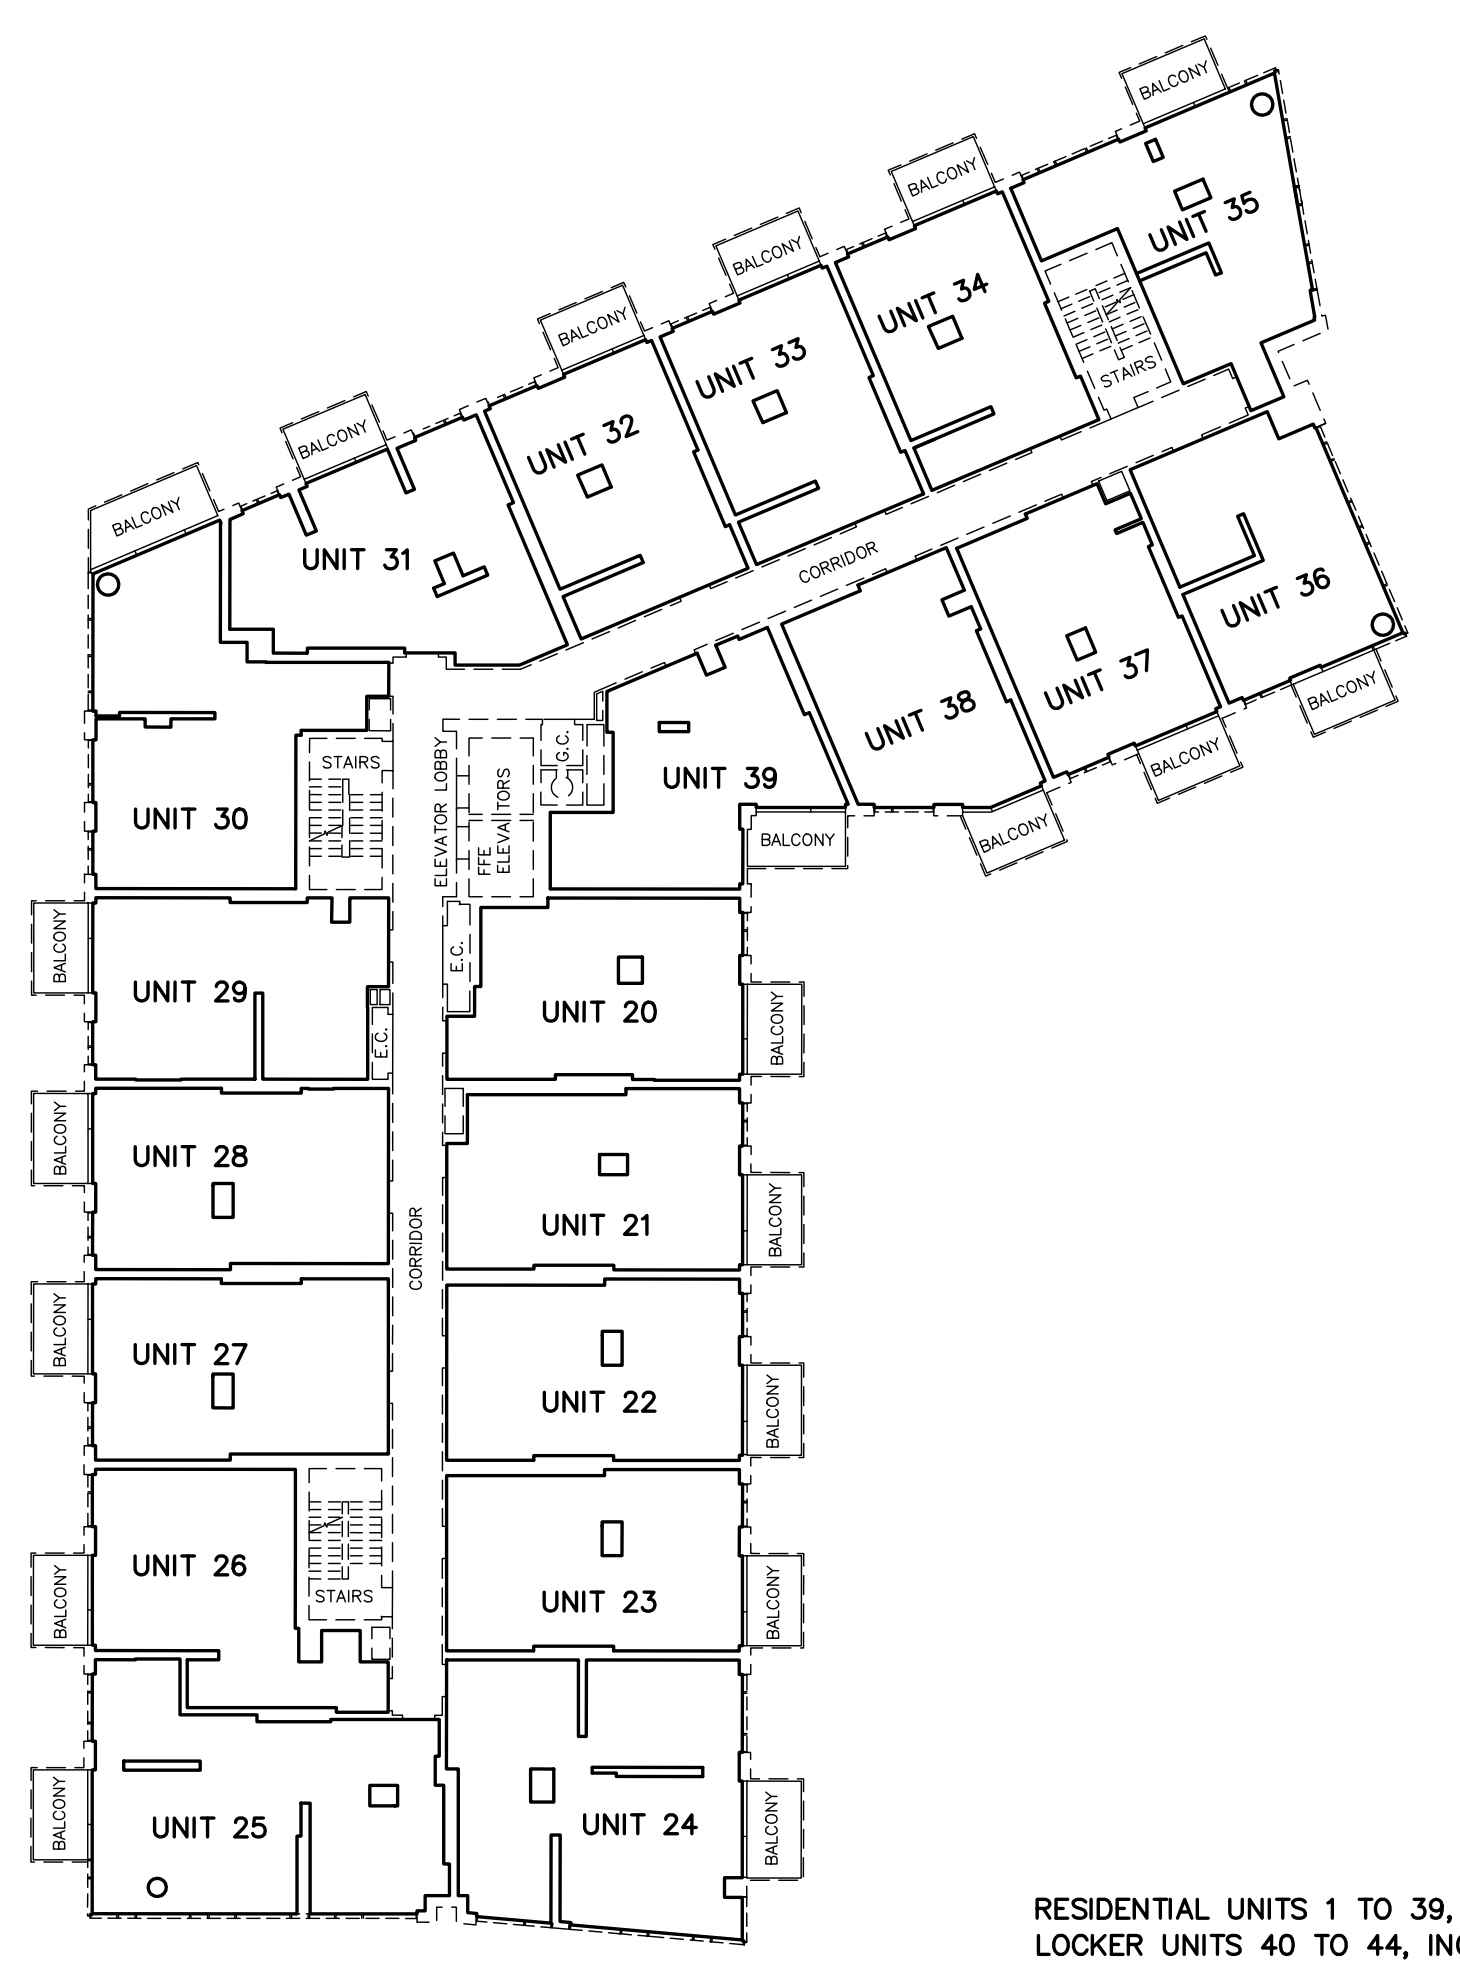 BALCONY
UNIT 35
BALCONY
UNIT 34
STAIRS
BALCONY
UNIT 33
BALCONY
UNIT 32
BALCONY
UNIT 31
BALCONY
CORRIDOR
UNIT 36
BALCONY
UNIT 37
BALCONY
UNIT 38
BALCONY
UNIT 39
BALCONY
G.C.
ELEVATOR LOBBY
FFE
ELEVATORS
STAIRS
UNIT 30
BALCONY
UNIT 29
E.C.
E.C.
UNIT 20
BALCONY
BALCONY
UNIT 28
CORRIDOR
UNIT 21
BALCONY
BALCONY
UNIT 27
UNIT 22
BALCONY
BALCONY
UNIT 26
STAIRS
UNIT 23
BALCONY
BALCONY
UNIT 25
UNIT 24
BALCONY
RESIDENTIAL UNITS 1 TO 39,
LOCKER UNITS 40 TO 44,